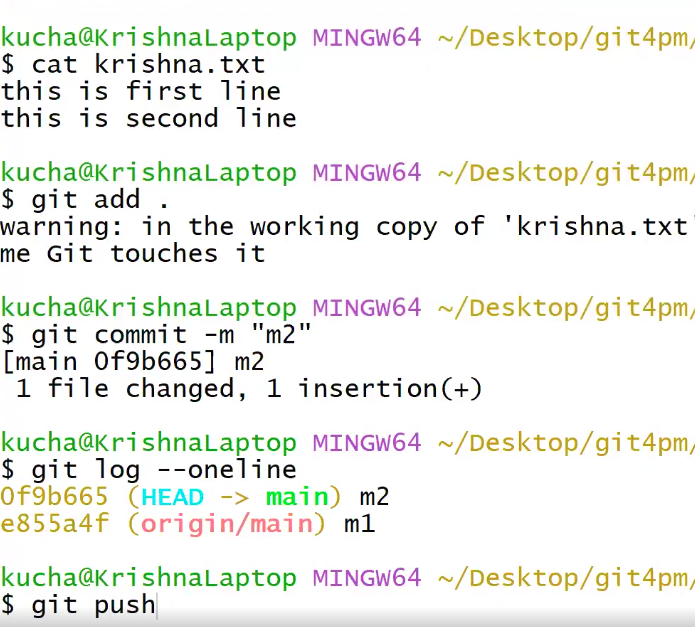 kucha@KrishnaLaptop MINGW64 ~/Desktop/git4pm/
$ cat krishna.txt
this is first line
this is second line
kucha@KrishnaLaptop MINGW64 ~/Desktop/git4pm/
$ git add .
warning: in the working copy of 'krishna.txt'
me Git touches it
kucha@KrishnaLaptop MINGW64 ~/Desktop/git4pm/
$ git commit -m "m2"
[main 0f9b665] m2
 1 file changed, 1 insertion(+)
kucha@KrishnaLaptop MINGW64 ~/Desktop/git4pm/
$ git log --oneline
0f9b665 (HEAD -> main) m2
e855a4f (origin/main) m1
kucha@KrishnaLaptop MINGW64 ~/Desktop/git4pm/
$ git push